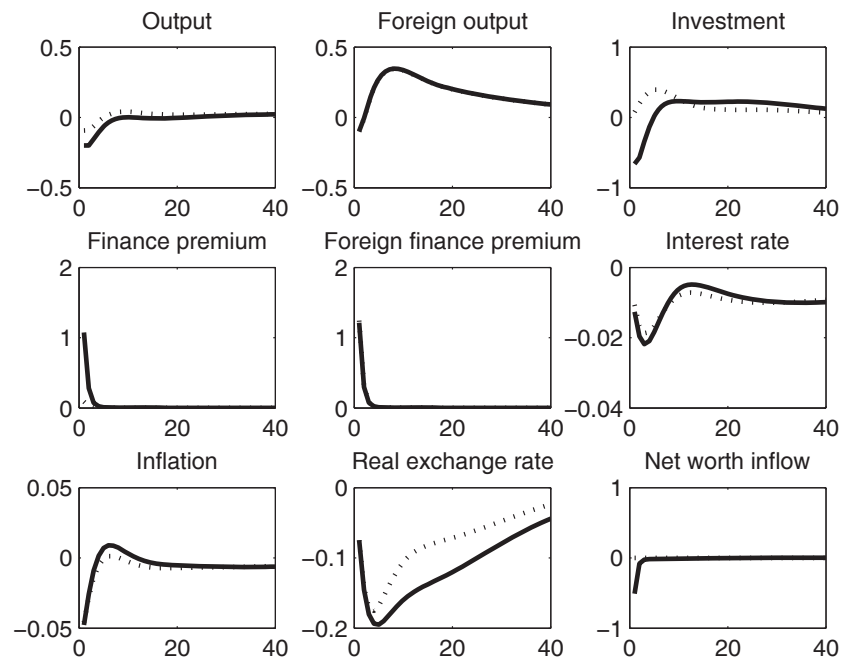 Output
0.5
0
−0.5
0 20 40
Foreign output
0.5
0
−0.5
0 20 40
Investment
1
0
−1
0 20 40
Finance premium
2
1
0
0 20 40
Foreign finance premium
2
1
0
0 20 40
Interest rate
0
−0.02
−0.04
0 20 40
Inflation
0.05
0
−0.05
0 20 40
Real exchange rate
0
−0.1
−0.2
0 20 40
Net worth inflow
1
0
−1
0 20 40